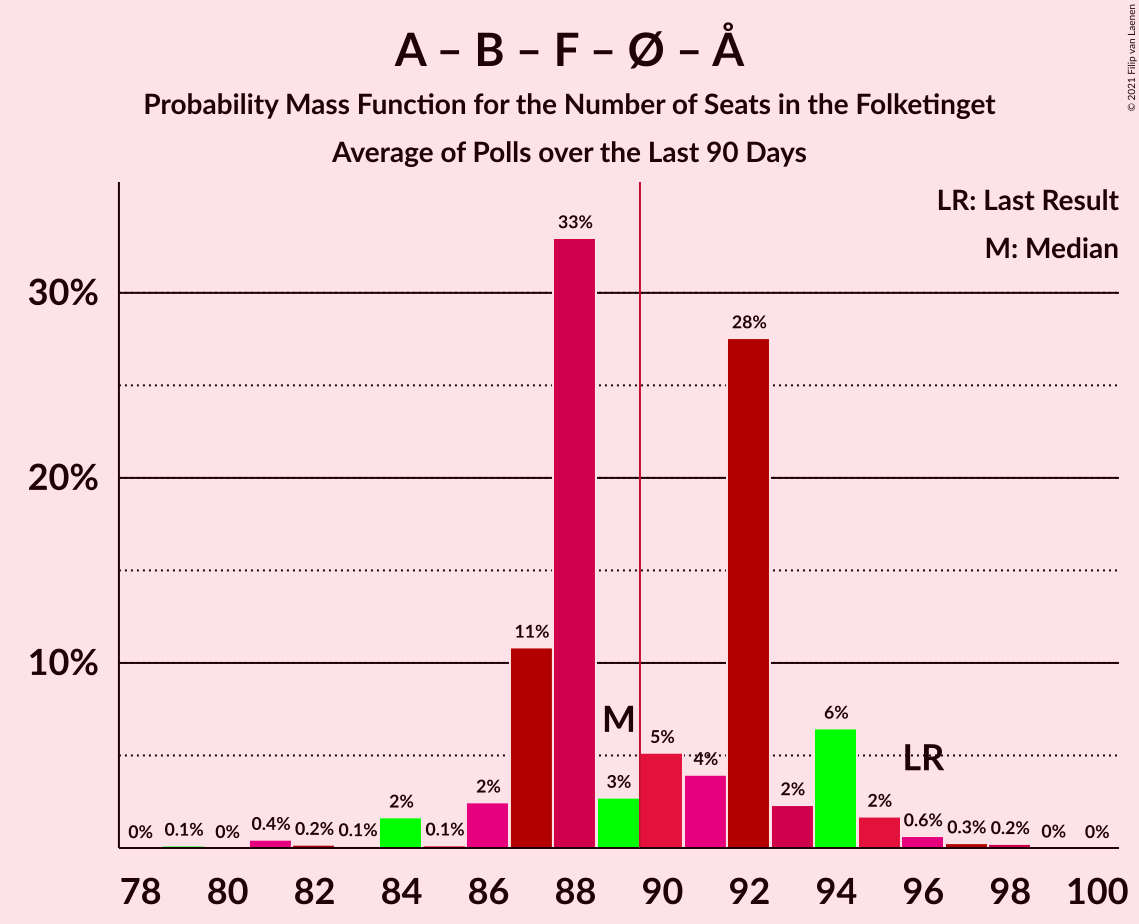 A – B – F – Ø – Å
Probability Mass Function for the Number of Seats in the Folketinget
Average of Polls over the Last 90 Days
© 2021 Filip van Laenen
LR: Last Result
M: Median
30%
20%
10%
0%
0.1%
0%
0.4%
0.2%
0.1%
2%
0.1%
2%
11%
33%
3%
M
5%
4%
28%
2%
6%
2%
LR
0.6%
0.3%
0.2%
0%
0%
78 80 82 84 86 88 90 92 94 96 98 100